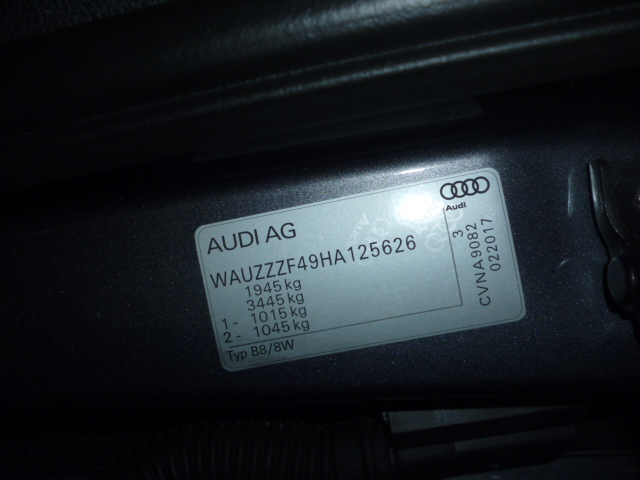 Audi
AUDI AG
WAUZZZF49HA125626
1945 kg
3445 kg
1 - 1015 kg
2 - 1045 kg
Typ B8/8W
3
CVNA9082
022017